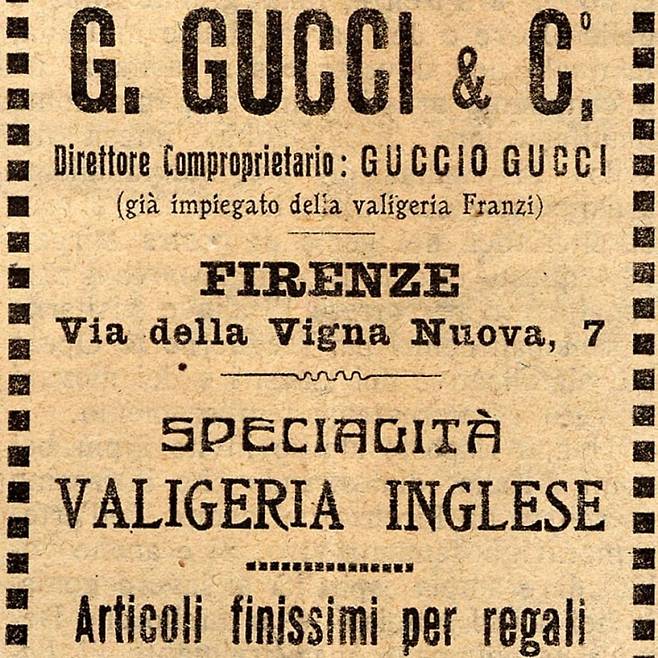 G. GUCCI & C.º
Direttore Comproprietario: GUCCIO GUCCI
(già impiegato della valigeria Franzi)
FIRENZE
Via della Vigna Nuova, 7
SPECIALITÀ
VALIGERIA INGLESE
Articoli finissimi per regali